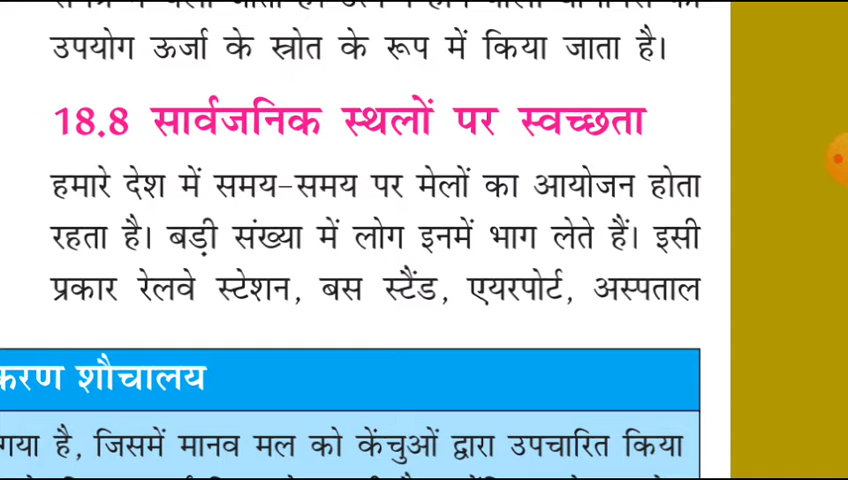 उपयोग ऊर्जा के स्रोत के रूप में किया जाता है।
18.8 सार्वजनिक स्थलों पर स्वच्छता
हमारे देश में समय-समय पर मेलों का आयोजन होता
रहता है। बड़ी संख्या में लोग इनमें भाग लेते हैं। इसी
प्रकार रेलवे स्टेशन, बस स्टैंड, एयरपोर्ट, अस्पताल
करण शौचालय
गया है, जिसमें मानव मल को केंचुओं द्वारा उपचारित किया